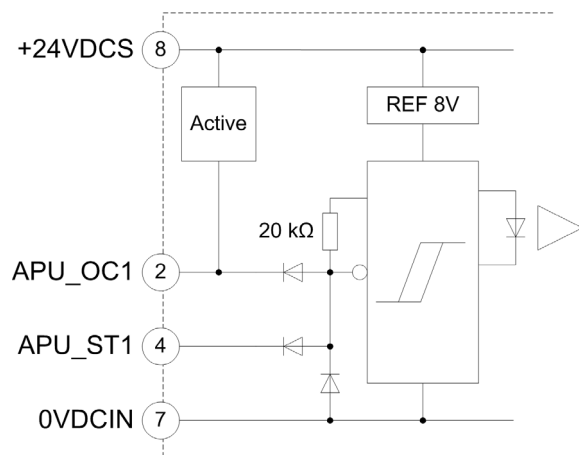 +24VDCS 8
Active
REF 8V
20 kΩ
APU_OC1 2
APU_ST1 4
0VDCIN 7